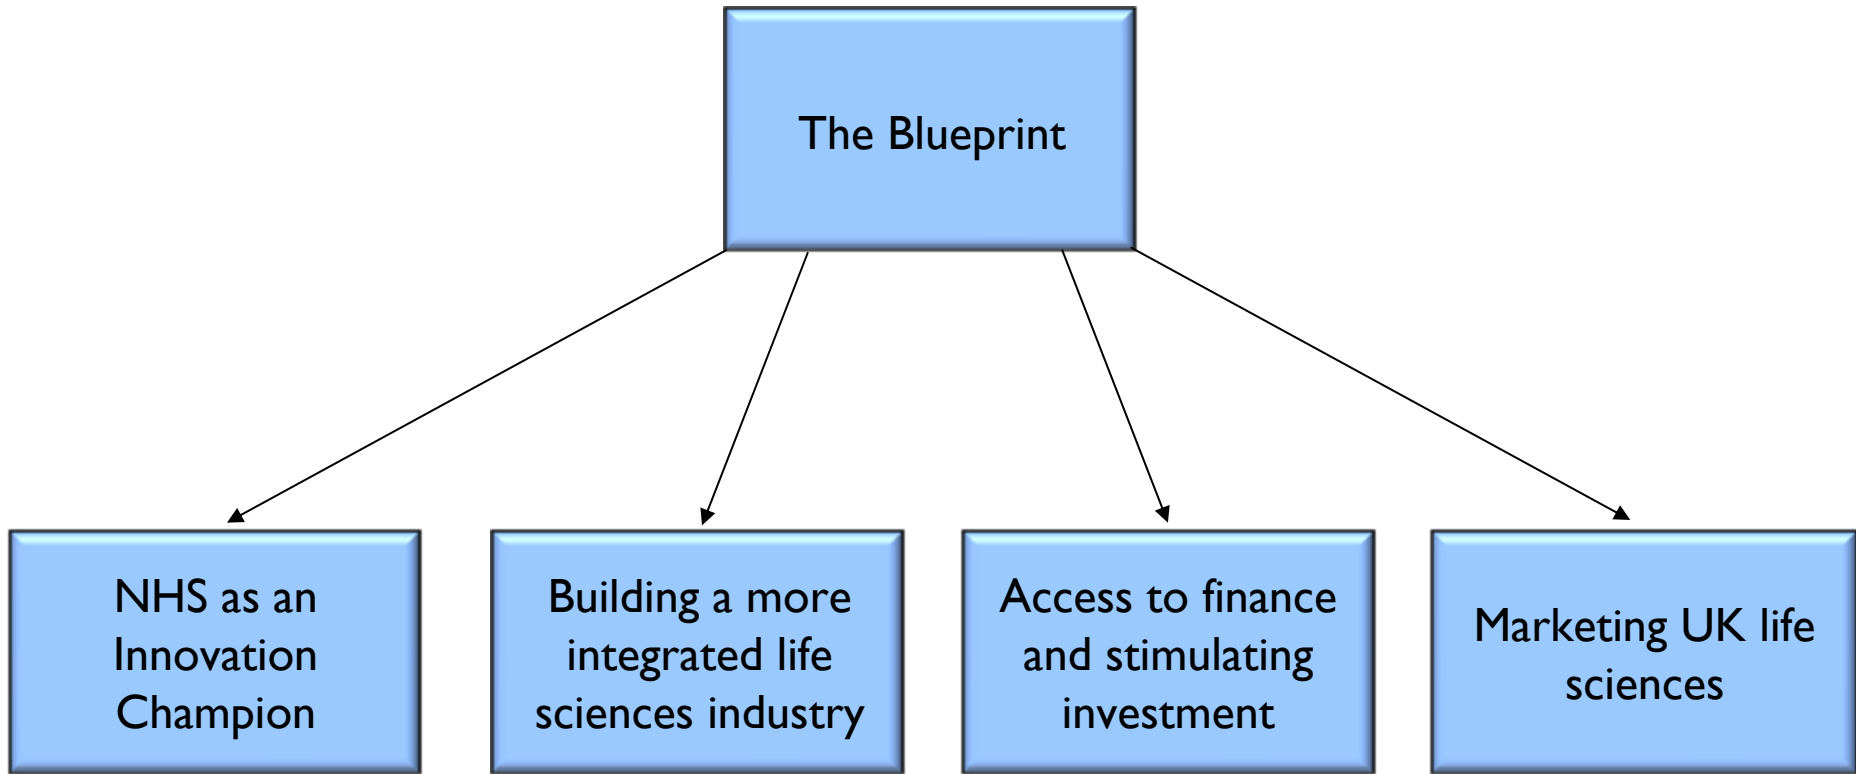 The Blueprint
NHS as an
Innovation
Champion
Building a more
integrated life
sciences industry
Access to finance
and stimulating
investment
Marketing UK life
sciences